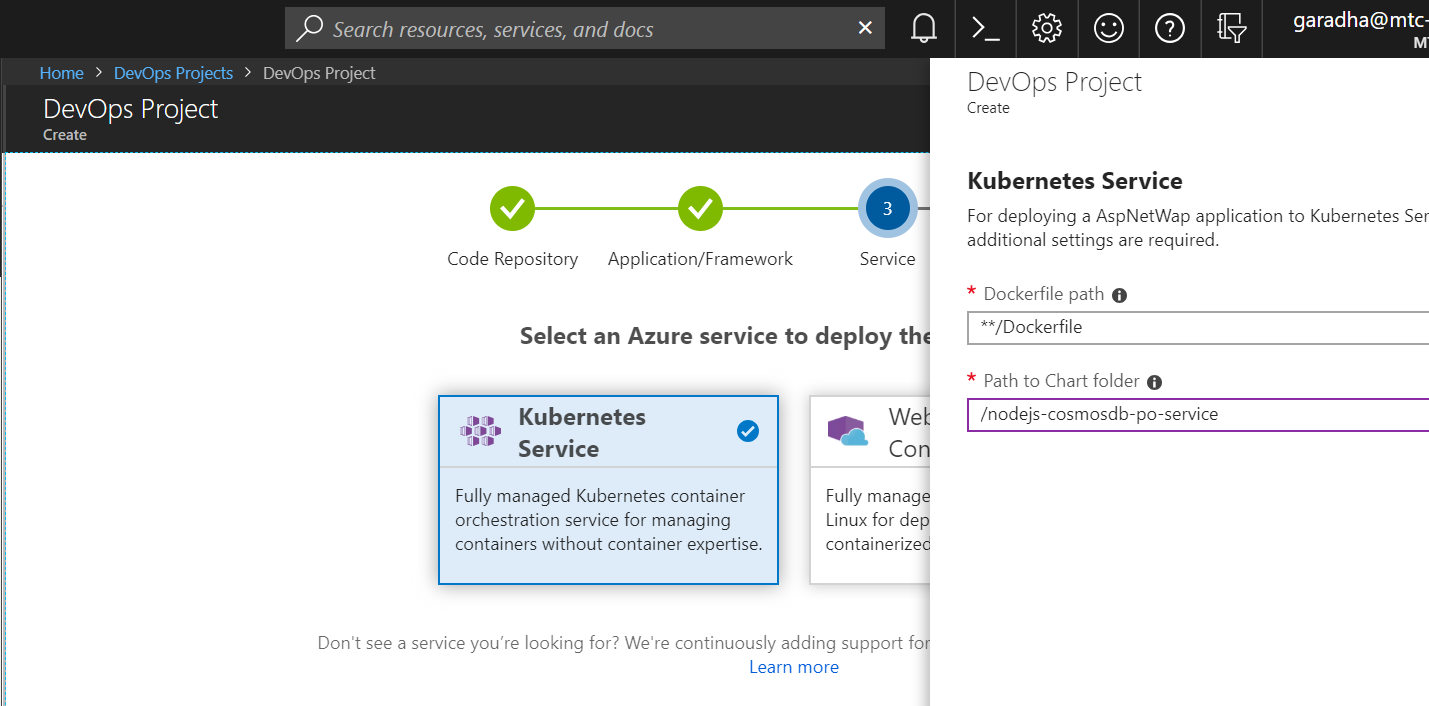 Search resources, services, and docs
garadha@mtc-
Home > DevOps Projects > DevOps Project
DevOps Project
Create
Code Repository
Application/Framework
3
Service
Select an Azure service to deploy the
Kubernetes
Service
Fully managed Kubernetes container
orchestration service for managing
containers without container expertise.
Web
Con
Fully manage
Linux for dep
containerized
Don't see a service you're looking for? We're continuously adding support for
Learn more
DevOps Project
Create
Kubernetes Service
For deploying a AspNetWap application to Kubernetes Ser
additional settings are required.
* Dockerfile path
**/Dockerfile
* Path to Chart folder
/nodejs-cosmosdb-po-service